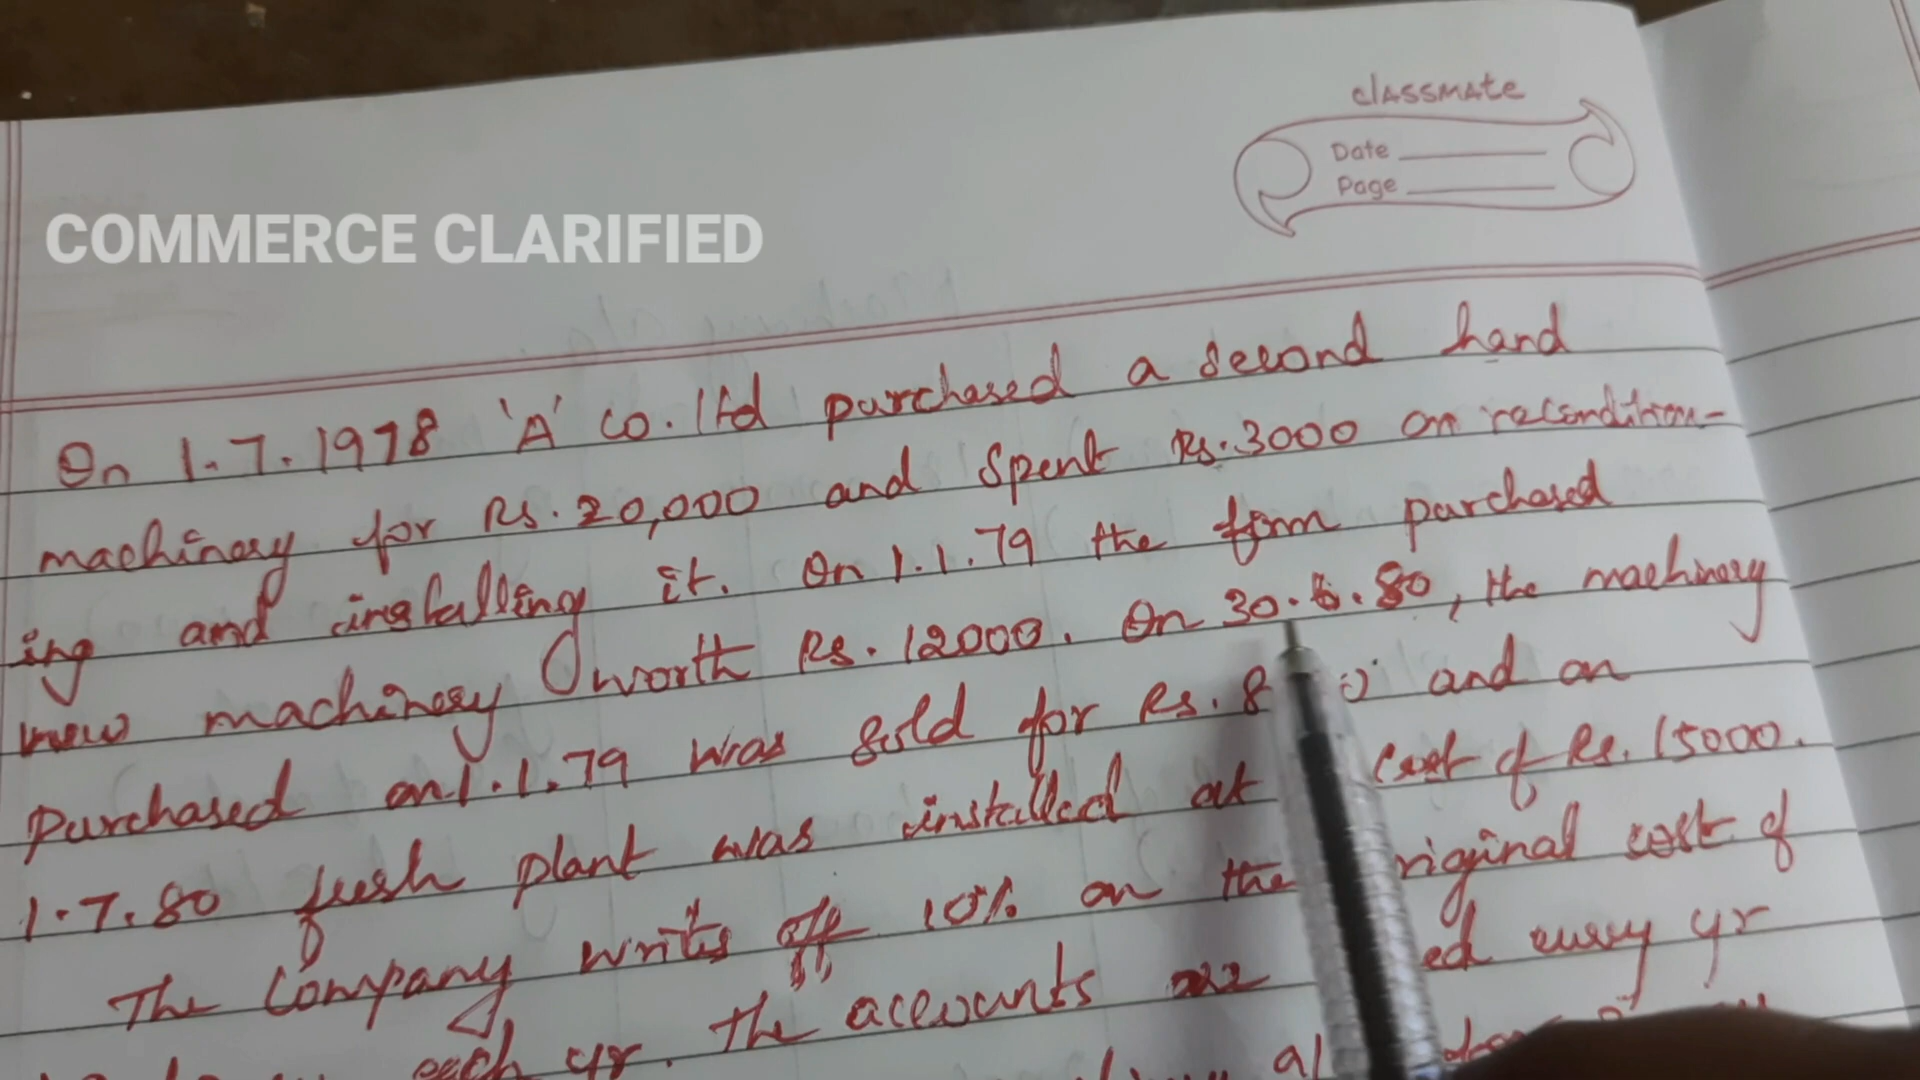 classmate
Date
Page
COMMERCE CLARIFIED
On 1.7.1978 'A' Co. ltd purchased a second hand
machinery for Rs. 20,000 and spent Rs. 3000 on recondition-
ing and installing it. On 1.1.79 the firm purchased
new machinery worth Rs. 12000. On 30.6.80, the machinery
purchased on 1.1.79 was sold for Rs. 8 and on
1.7.80 fresh plant was installed at cost of Rs. 15000.
The Company writes off 10% on the original cost of
each yr. The accounts are every yr